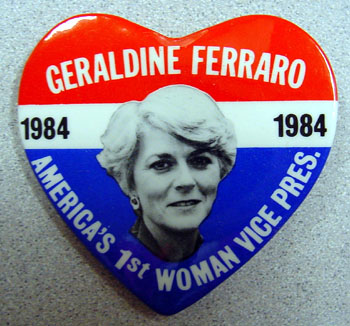 GERALDINE FERRARO
1984 1984
AMERICA'S 1st WOMAN VICE PRES.